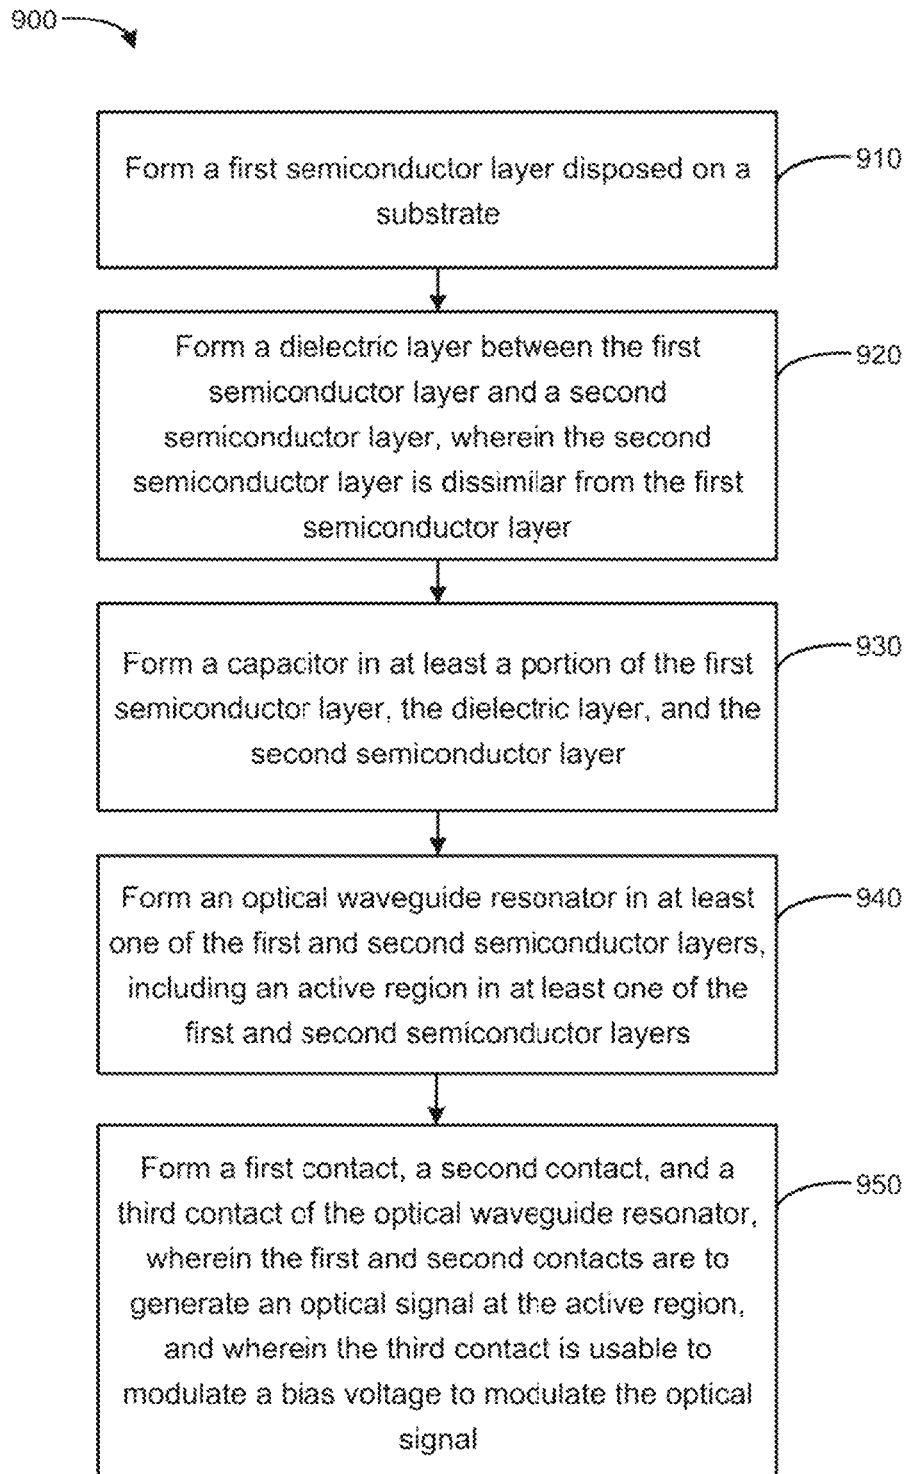 900
Form a first semiconductor layer disposed on a
substrate
910
Form a dielectric layer between the first
semiconductor layer and a second
semiconductor layer, wherein the second
semiconductor layer is dissimilar from the first
semiconductor layer
920
Form a capacitor in at least a portion of the first
semiconductor layer, the dielectric layer, and the
second semiconductor layer
930
Form an optical waveguide resonator in at least
one of the first and second semiconductor layers,
including an active region in at least one of the
first and second semiconductor layers
940
Form a first contact, a second contact, and a
third contact of the optical waveguide resonator,
wherein the first and second contacts are to
generate an optical signal at the active region,
and wherein the third contact is usable to
modulate a bias voltage to modulate the optical
signal
950